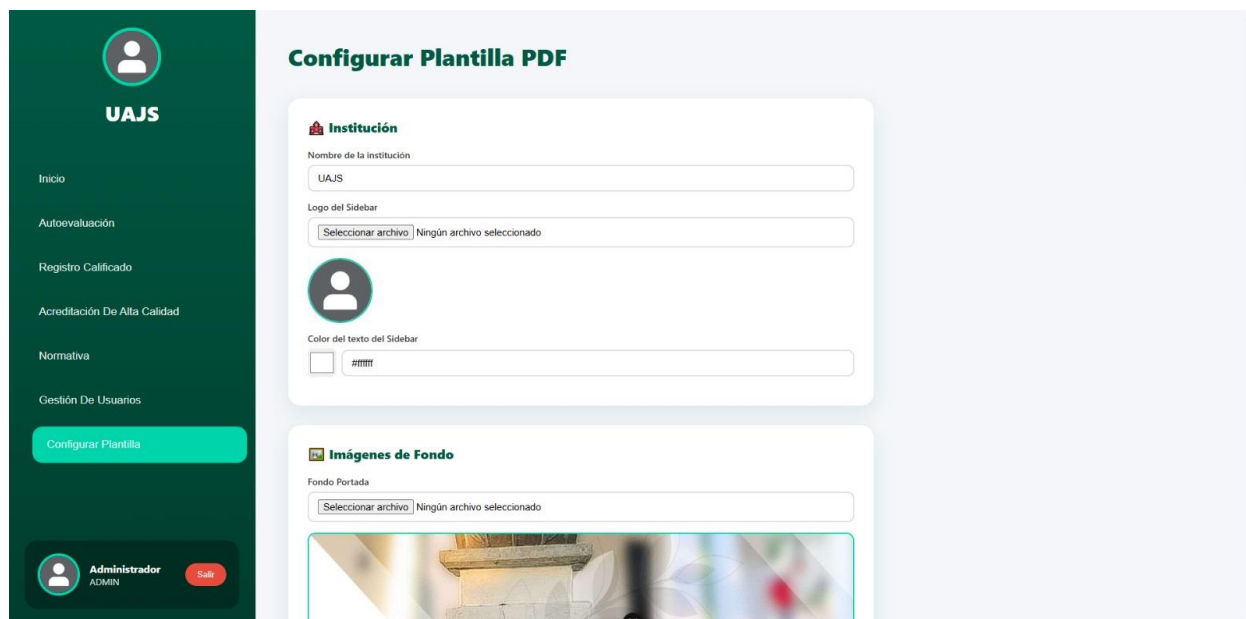 UAJS
Inicio
Autoevaluación
Registro Calificado
Acreditación De Alta Calidad
Normativa
Gestión De Usuarios
Configurar Plantilla
Administrador
ADMIN
Salir
Configurar Plantilla PDF
Institución
Nombre de la institución
UAJS
Logo del Sidebar
Seleccionar archivo Ningún archivo seleccionado
Color del texto del Sidebar
#ffffff
Imágenes de Fondo
Fondo Portada
Seleccionar archivo Ningún archivo seleccionado